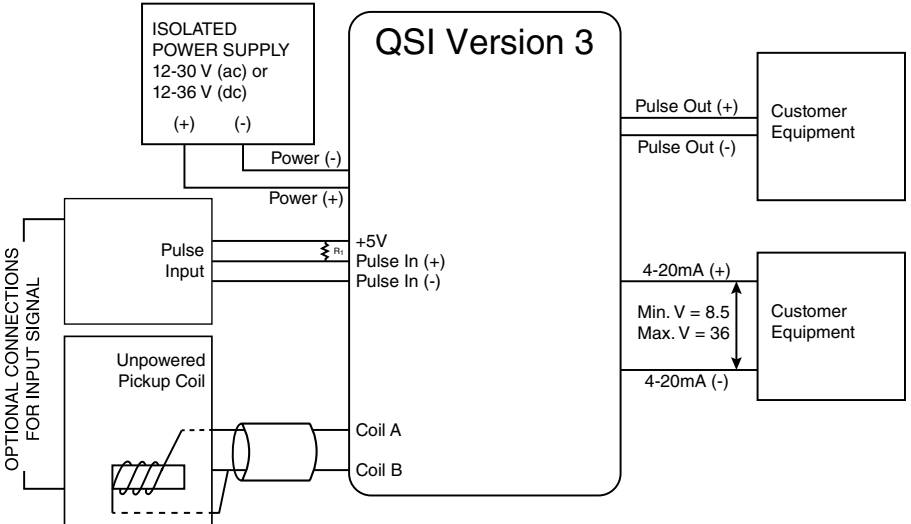 ISOLATED
POWER SUPPLY
12-30 V (ac) or
12-36 V (dc)
(+) (-)
QSI Version 3
Power (-)
Power (+)
Pulse Out (+)
Pulse Out (-)
Customer
Equipment
OPTIONAL CONNECTIONS
FOR INPUT SIGNAL
Pulse
Input
R1
+5V
Pulse In (+)
Pulse In (-)
4-20mA (+)
Min. V = 8.5
Max. V = 36
4-20mA (-)
Customer
Equipment
Unpowered
Pickup Coil
Coil A
Coil B